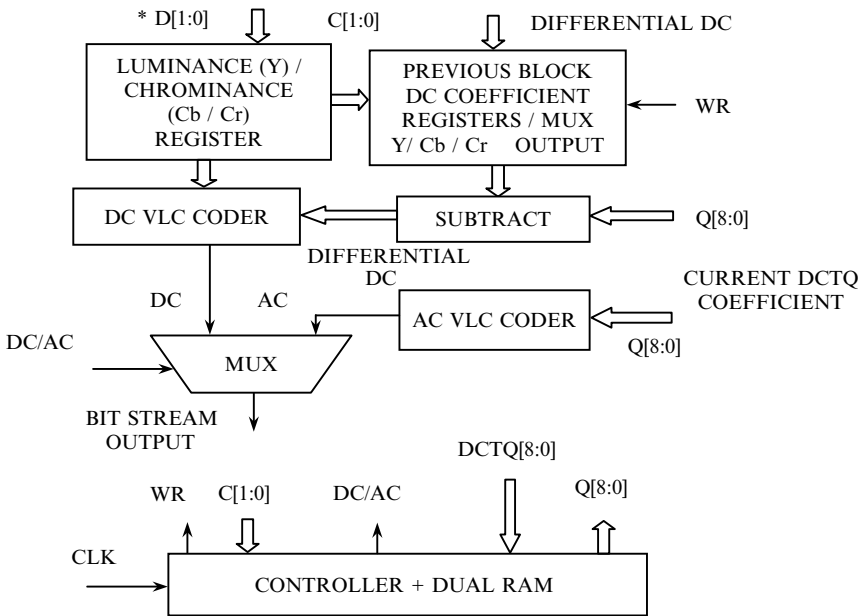 * D[1:0]
C[1:0]
DIFFERENTIAL DC
LUMINANCE (Y) /
CHROMINANCE
(Cb / Cr)
REGISTER
PREVIOUS BLOCK
DC COEFFICIENT
REGISTERS / MUX
Y/ Cb / Cr OUTPUT
WR
DC VLC CODER
SUBTRACT
Q[8:0]
DIFFERENTIAL
DC
DC
AC
CURRENT DCTQ
COEFFICIENT
AC VLC CODER
Q[8:0]
DC/AC
MUX
BIT STREAM
OUTPUT
DCTQ[8:0]
WR
C[1:0]
DC/AC
Q[8:0]
CLK
CONTROLLER + DUAL RAM